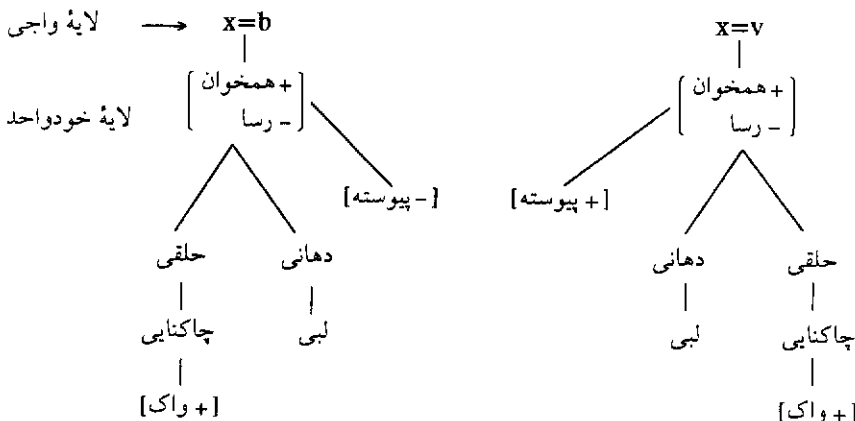 لایهٔ واجی → x=b x=v
[+ همخوان [+ همخوان
لایهٔ خودواحد - رسا] - رسا]
[- پیوسته] [+ پیوسته]
حلقی دهانی دهانی حلقی
چاکنایی لبی لبی چاکنایی
[+ واک] [+ واک]